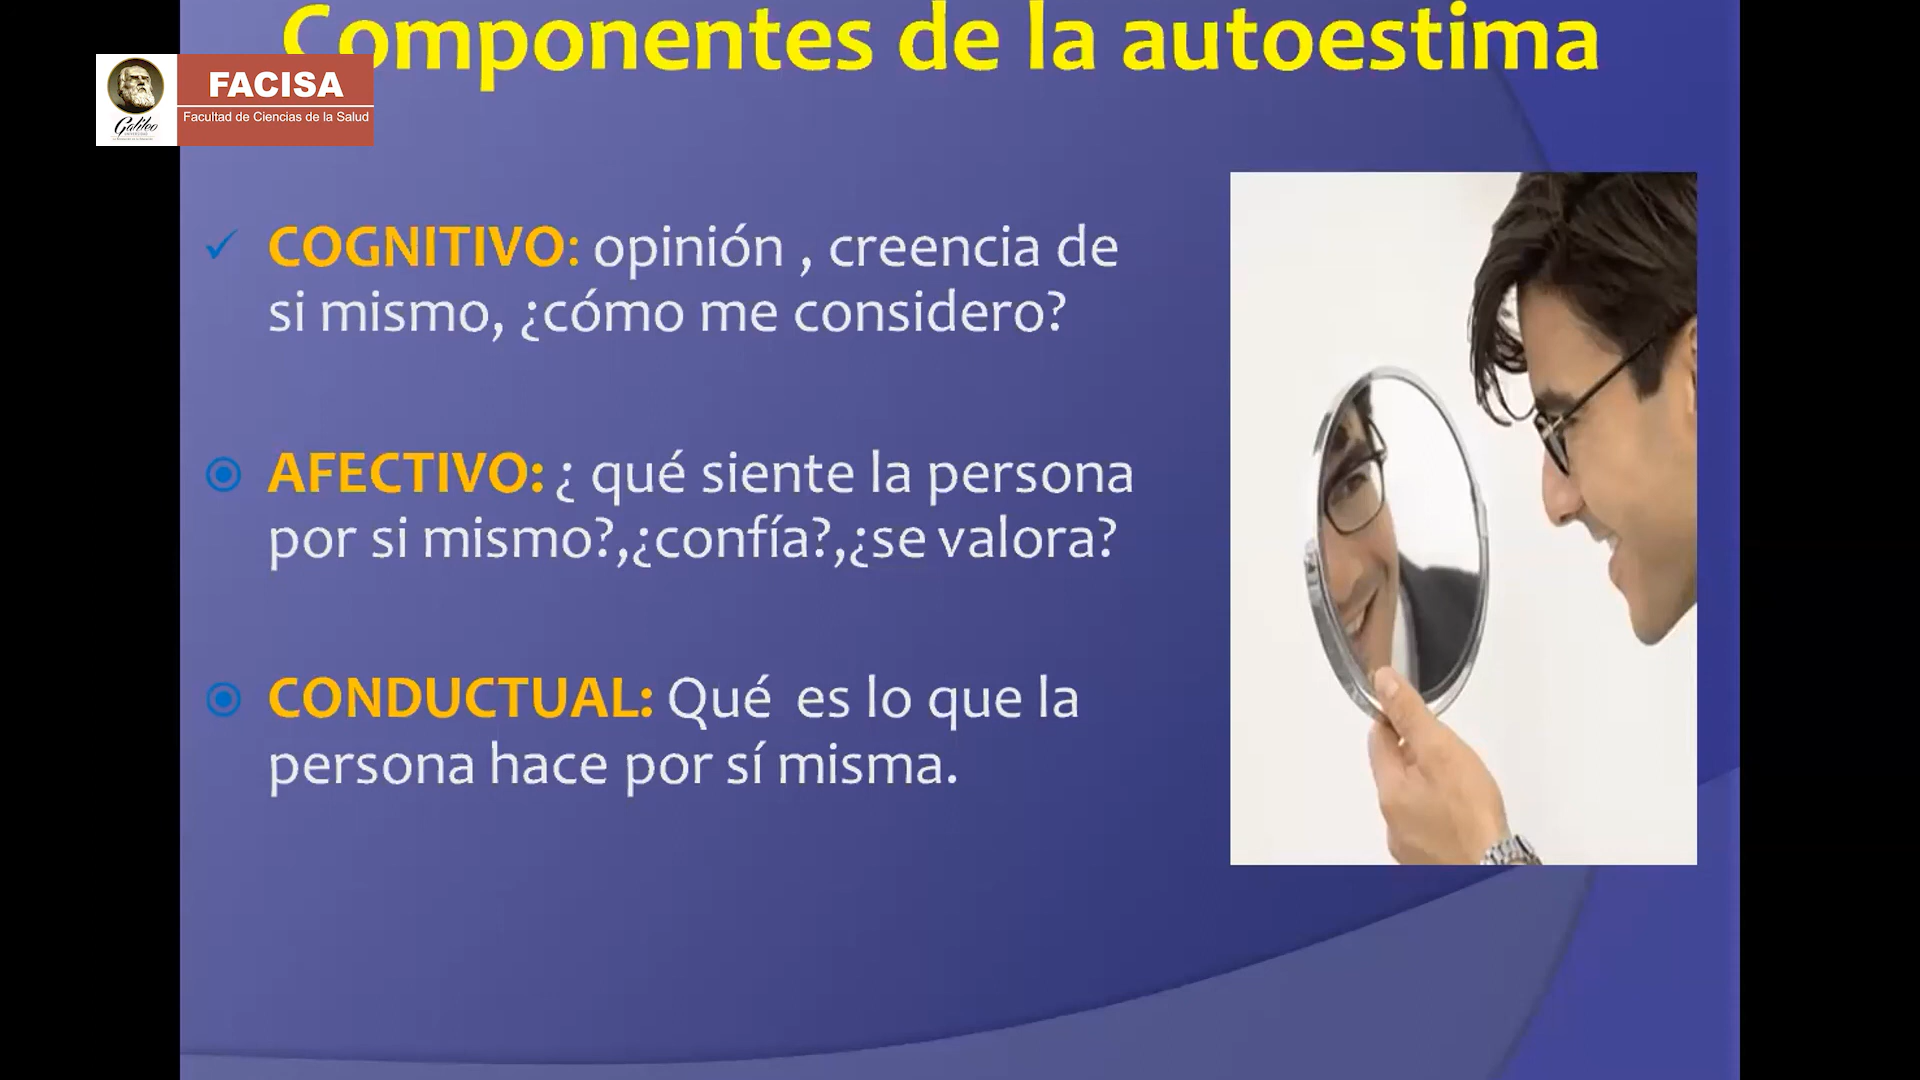 Componentes de la autoestima
FACISA
Facultad de Ciencias de la Salud
Galileo
COGNITIVO: opinión , creencia de
si mismo, ¿cómo me considero?
AFECTIVO: ¿ qué siente la persona
por si mismo?,¿confía?,¿se valora?
CONDUCTUAL: Qué es lo que la
persona hace por sí misma.